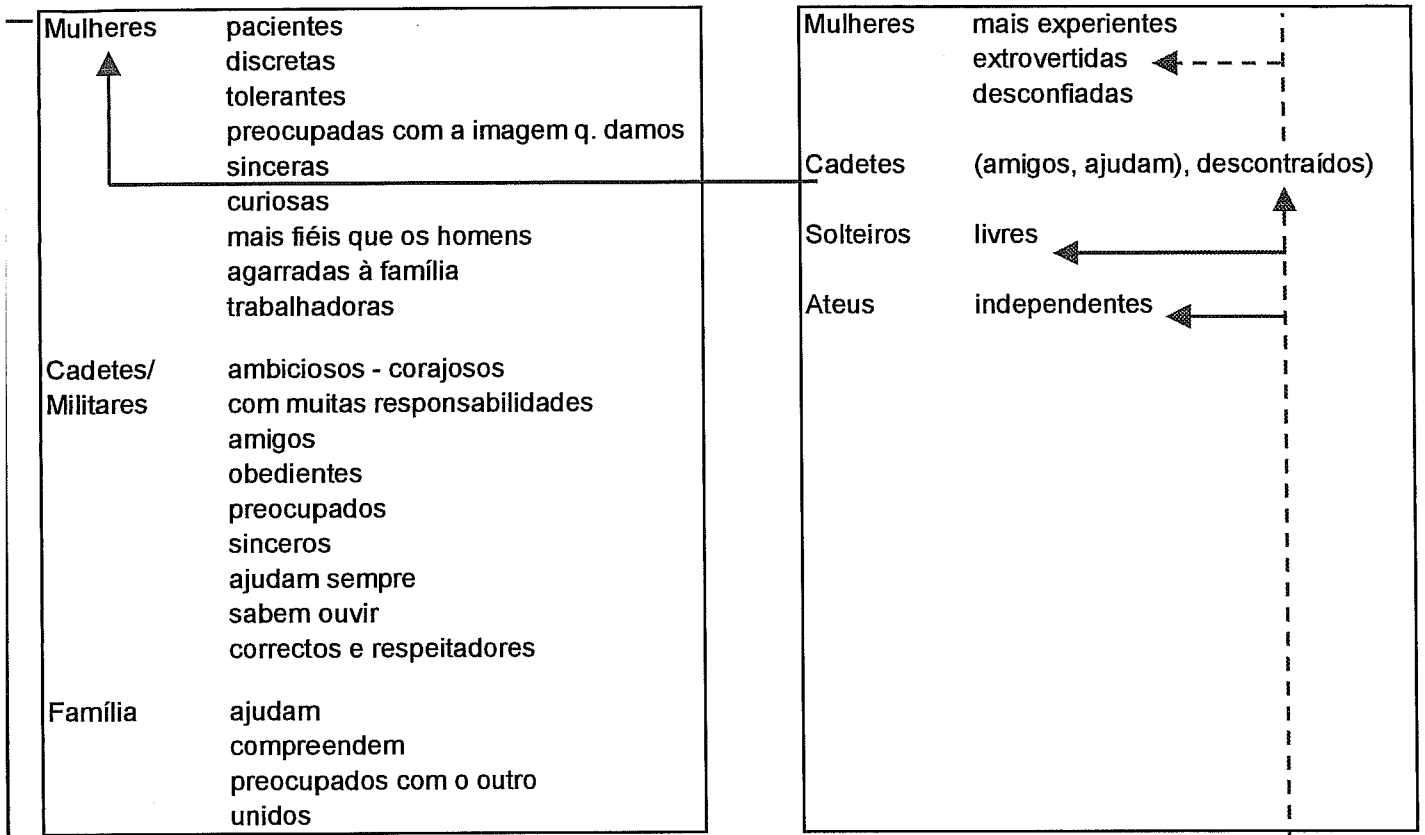 Mulheres pacientes
discretas
tolerantes
preocupadas com a imagem q. damos
sinceras
curiosas
mais fiéis que os homens
agarradas à família
trabalhadoras
Cadetes/ ambiciosos - corajosos
Militares com muitas responsabilidades
amigos
obedientes
preocupados
sinceros
ajudam sempre
sabem ouvir
correctos e respeitadores
Família ajudam
compreendem
preocupados com o outro
unidos
Mulheres mais experientes
extrovertidas
desconfiadas
Cadetes (amigos, ajudam), descontraídos)
Solteiros livres
Ateus independentes